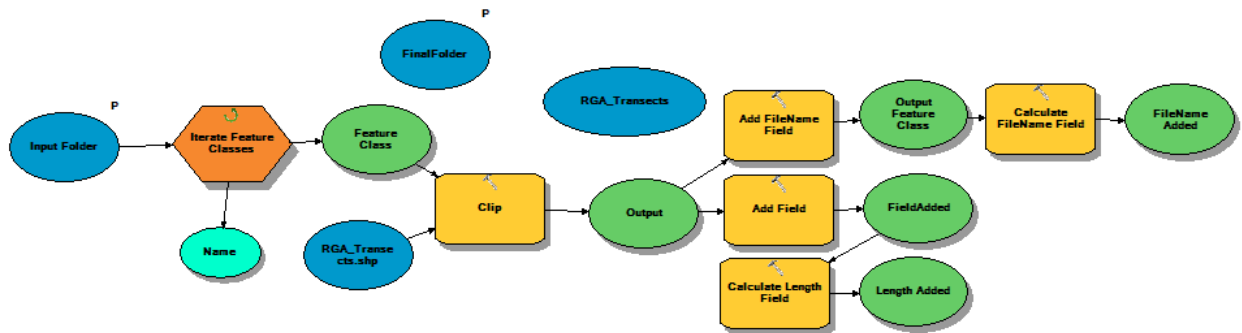 P
FinalFolder
P
Input Folder
Iterate Feature
Classes
Name
Feature
Class
RGA_Transe
cts.shp
Clip
Output
RGA_Transects
Add FileName
Field
Output
Feature
Class
Calculate
FileName Field
FileName
Added
Add Field
FieldAdded
Calculate Length
Field
Length Added